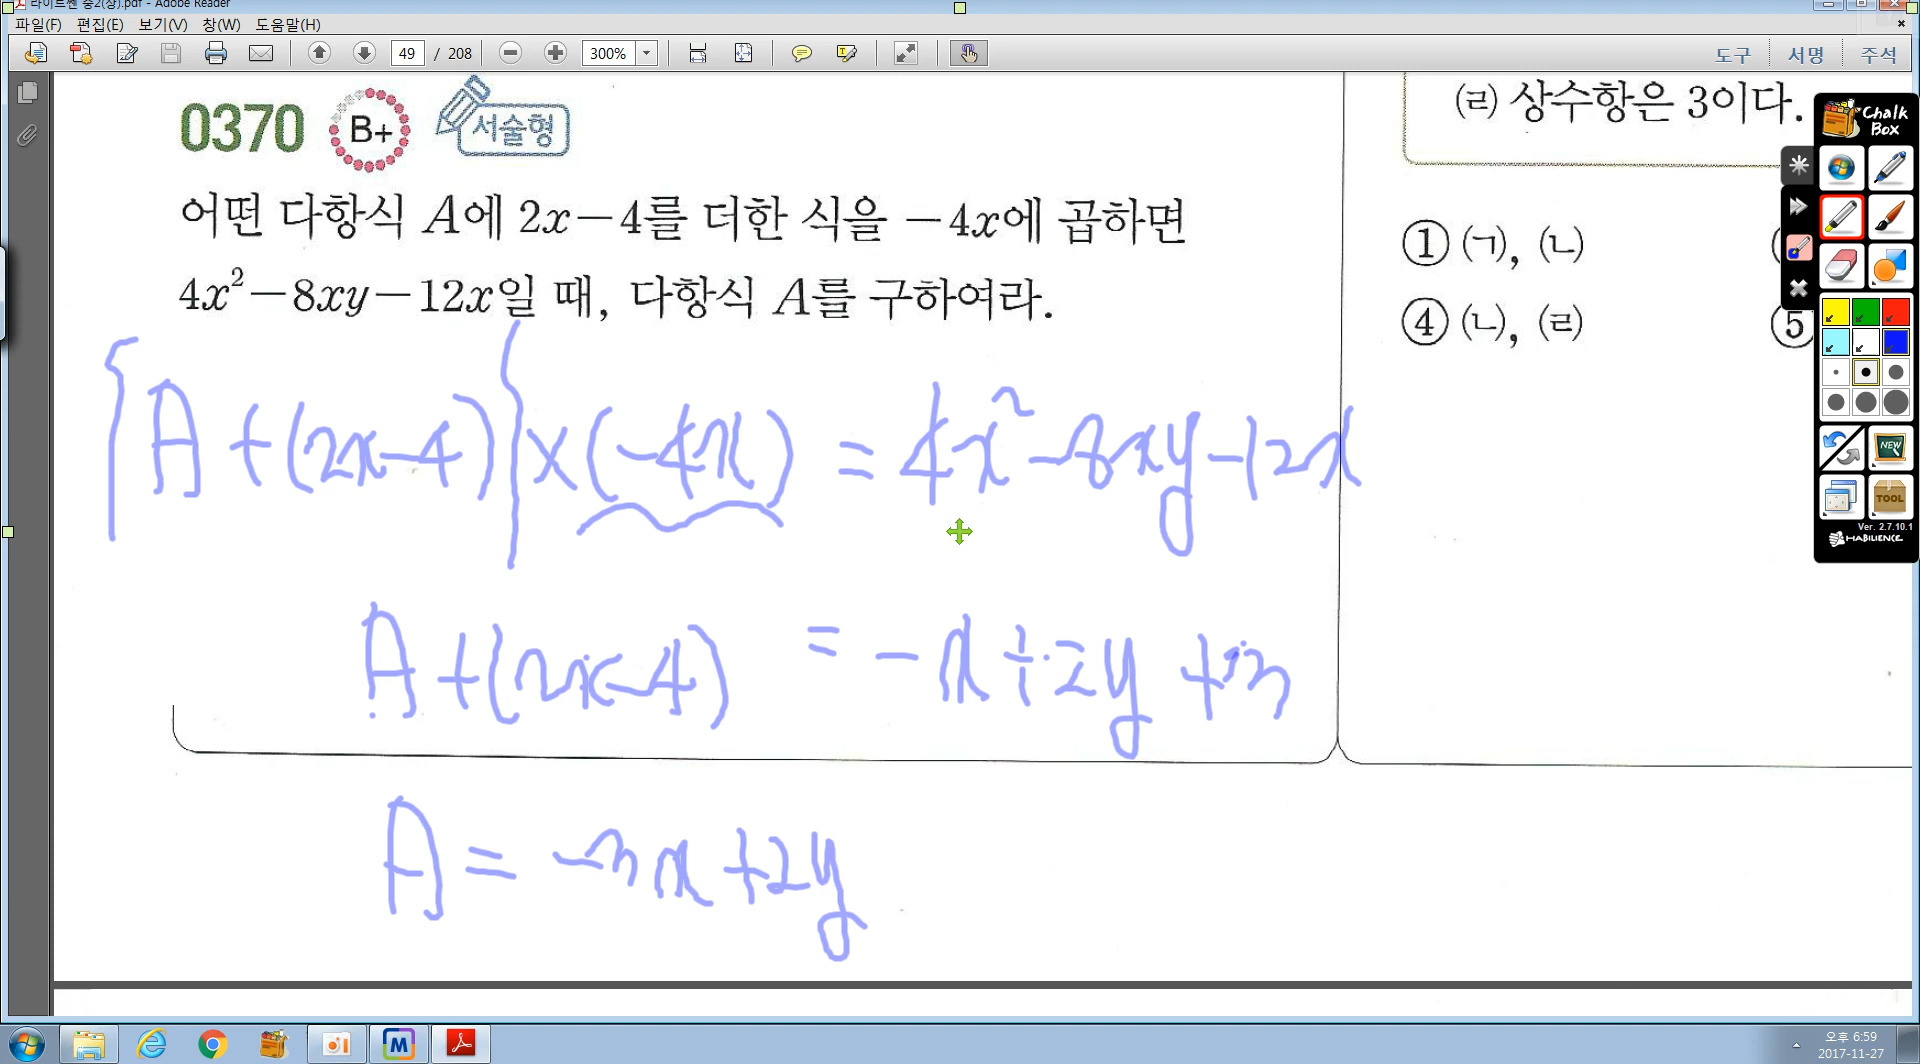 라이트쎈 중2(상).pdf - Adobe Reader
파일(F) 편집(E) 보기(V) 창(W) 도움말(H)
49 / 208 300% 도구 서명 주석
0370 B+ 서술형
어떤 다항식 A에 2x−4를 더한 식을 −4x에 곱하면
4x²−8xy−12x일 때, 다항식 A를 구하여라.
{A+(2x-4)}×(-4x) = 4x²-8xy-12x
A+(2x-4) = -x+2y+3
A = -3x+2y
(ㄹ) 상수항은 3이다.
① (ㄱ), (ㄴ)
④ (ㄴ), (ㄹ)
⑤
Chalk Box
NEW
TOOL
Ver. 2.7.10.1
HABILIENCE
오후 6:59
2017-11-27